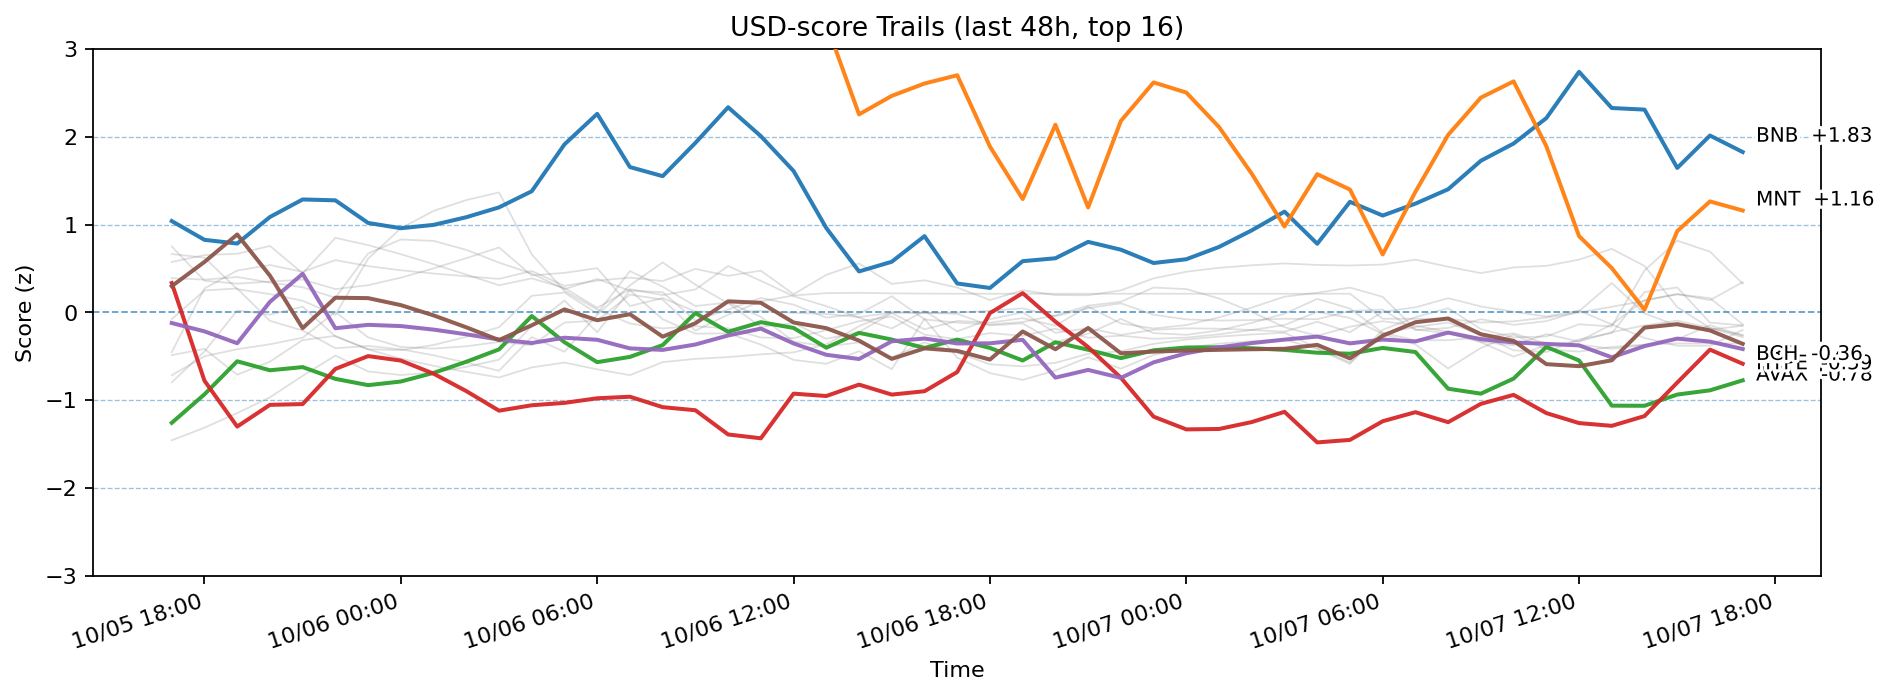 USD-score Trails (last 48h, top 16)
Score (z)
3
2
1
0
−1
−2
−3
BNB +1.83
MNT +1.16
BCH -0.36
AVAX -0.78
10/05 18:00
10/06 00:00
10/06 06:00
10/06 12:00
10/06 18:00
10/07 00:00
10/07 06:00
10/07 12:00
10/07 18:00
Time